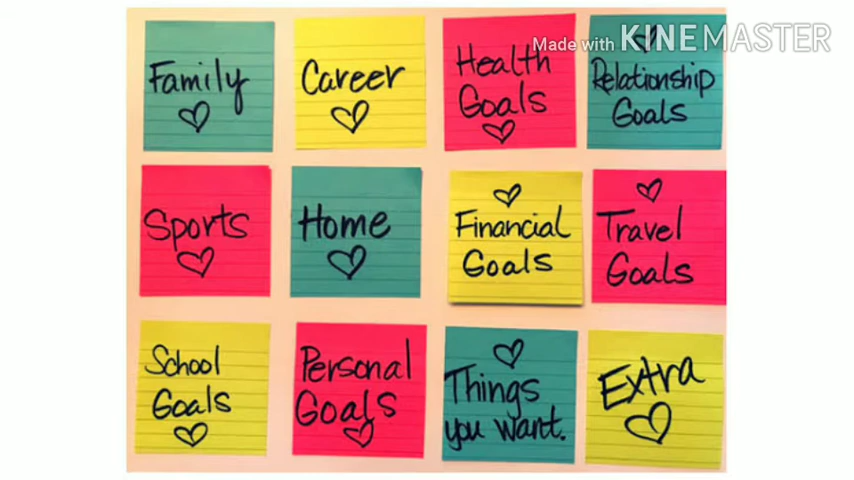 Made with KINEMASTER
Family
Career
Health
Goals
Relationship
Goals
Sports
Home
Financial
Goals
Travel
Goals
School
Goals
Personal
Goals
Things
you want.
Extra